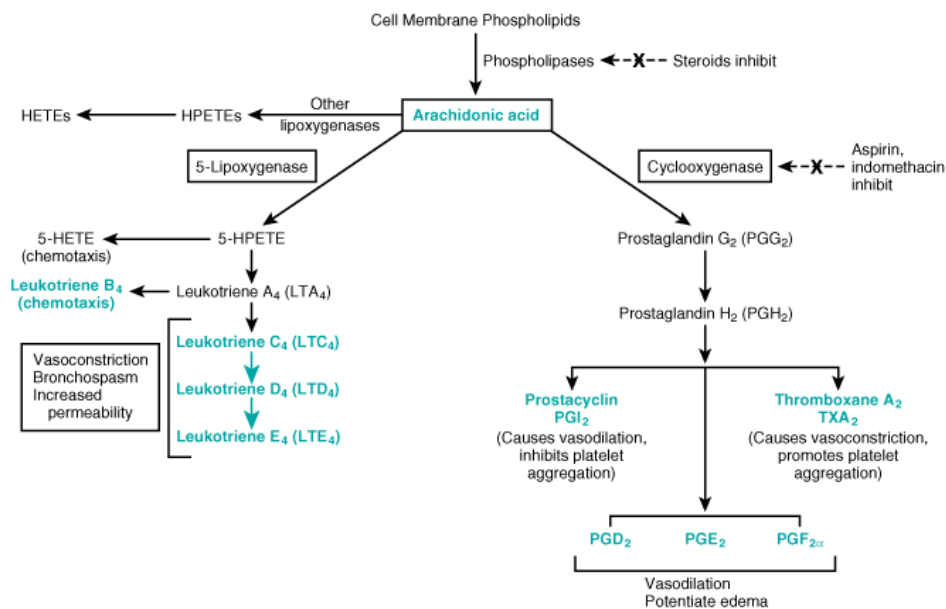 Cell Membrane Phospholipids
Phospholipases
X
Steroids inhibit
HETEs
HPETEs
Other
lipoxygenases
Arachidonic acid
5-Lipoxygenase
Cyclooxygenase
X
Aspirin,
indomethacin
inhibit
5-HETE
(chemotaxis)
5-HPETE
Prostaglandin G₂ (PGG₂)
Leukotriene B₄
(chemotaxis)
Leukotriene A₄ (LTA₄)
Prostaglandin H₂ (PGH₂)
Vasoconstriction
Bronchospasm
Increased
permeability
Leukotriene C₄ (LTC₄)
Leukotriene D₄ (LTD₄)
Leukotriene E₄ (LTE₄)
Prostacyclin
PGI₂
(Causes vasodilation,
inhibits platelet
aggregation)
Thromboxane A₂
TXA₂
(Causes vasoconstriction,
promotes platelet
aggregation)
PGD₂
PGE₂
PGF₂α
Vasodilation
Potentiate edema